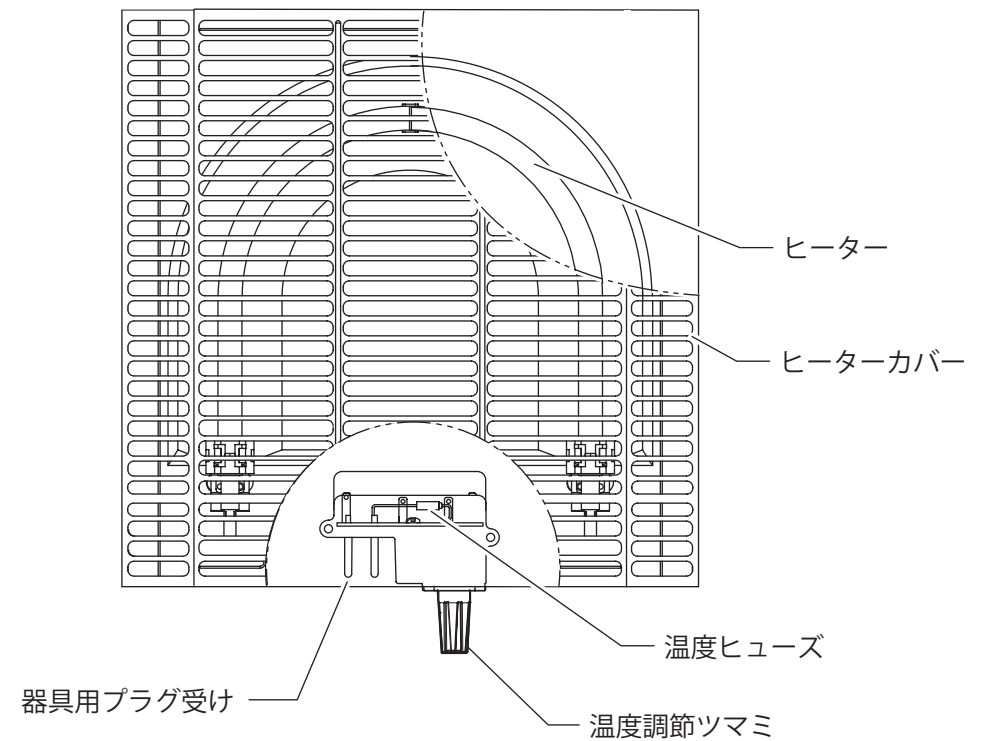 ヒーター
ヒーターカバー
温度ヒューズ
器具用プラグ受け
温度調節ツマミ